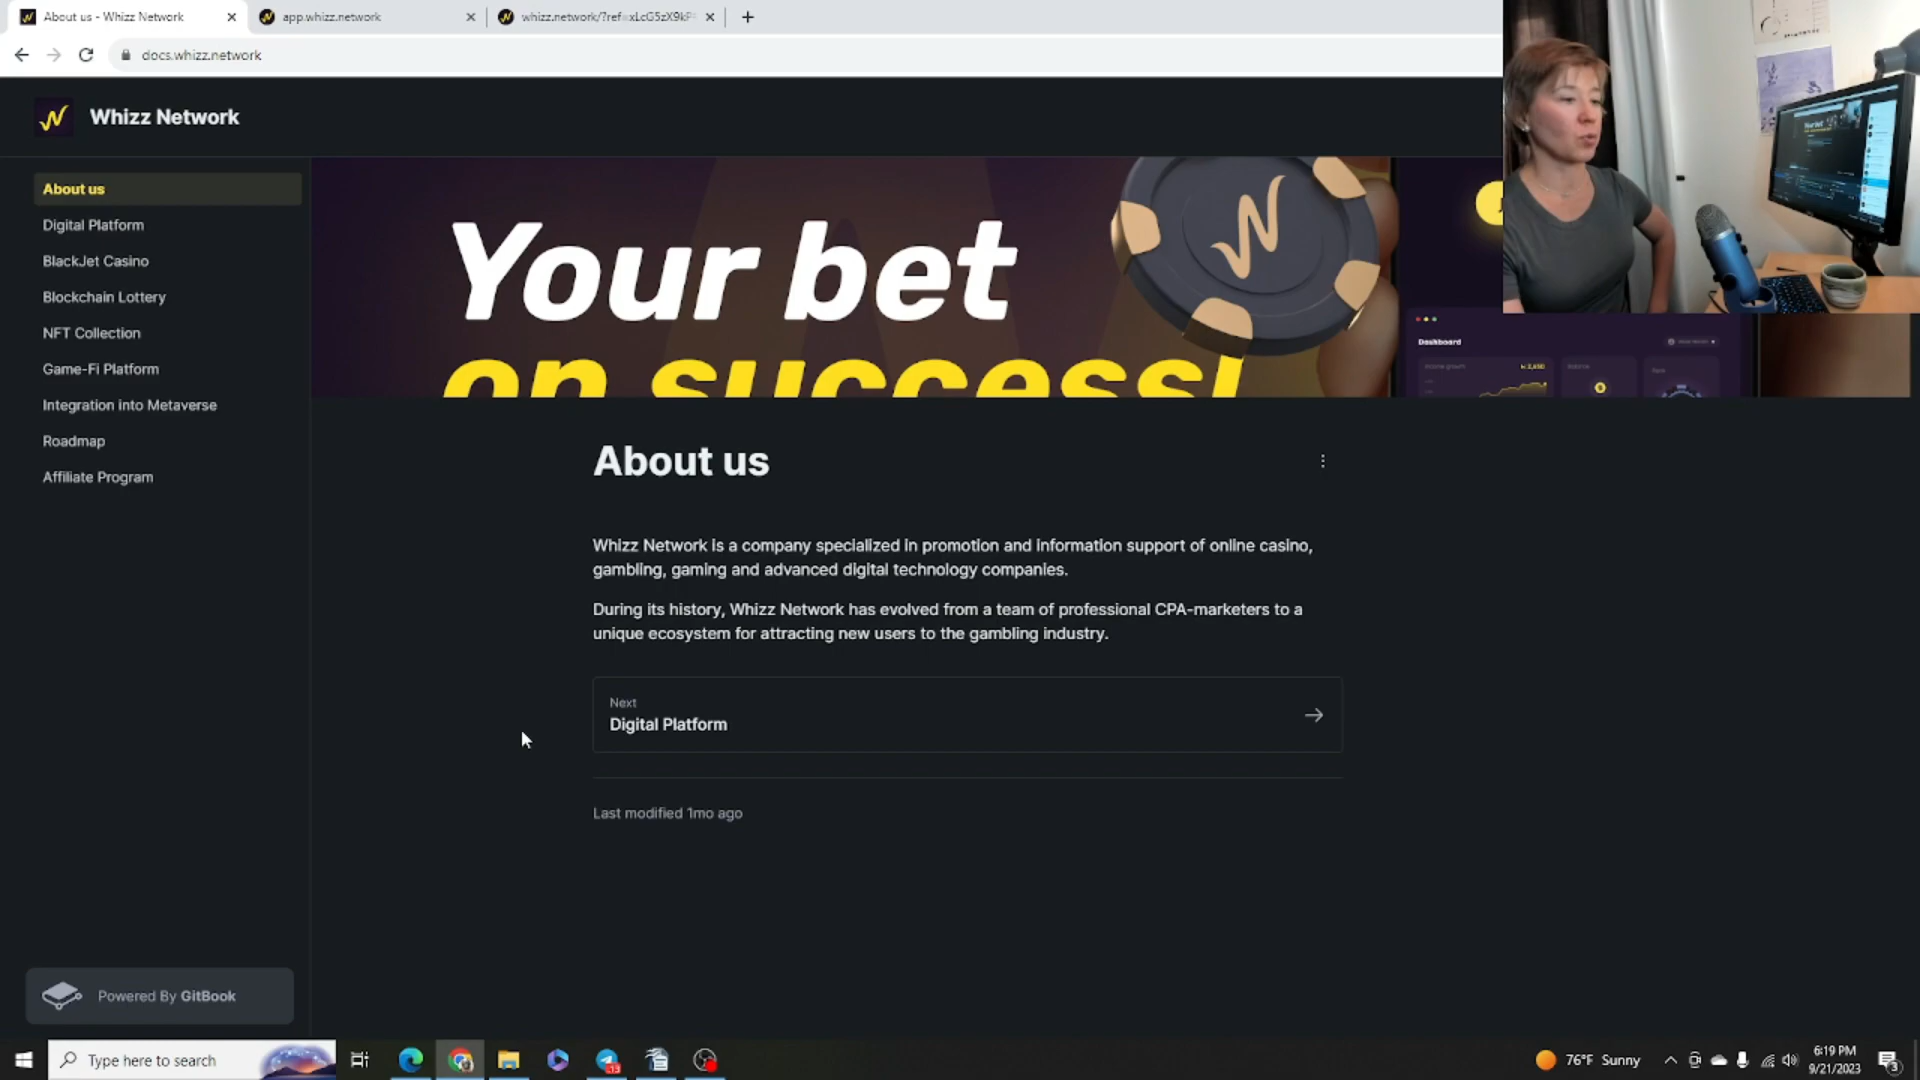 About us - Whizz Network
app.whizz.network
docs.whizz.network
Whizz Network
About us
Digital Platform
BlackJet Casino
Blockchain Lottery
NFT Collection
Game-Fi Platform
Integration into Metaverse
Roadmap
Affiliate Program
Your bet
on success!
Dashboard
About us
Whizz Network is a company specialized in promotion and information support of online casino,
gambling, gaming and advanced digital technology companies.
During its history, Whizz Network has evolved from a team of professional CPA-marketers to a
unique ecosystem for attracting new users to the gambling industry.
Next
Digital Platform
Last modified 1mo ago
Powered By GitBook
Type here to search
13
76°F Sunny
6:19 PM
9/21/2023
3